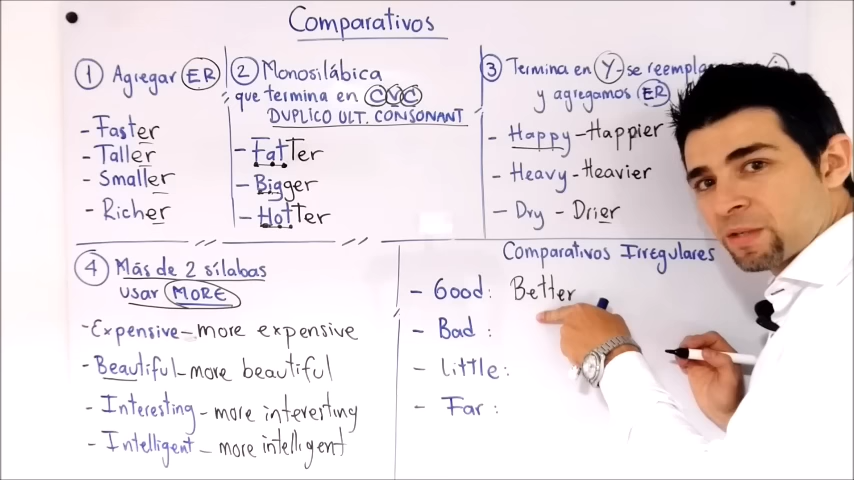 Comparativos
1 Agregar ER
- Faster
- Taller
- Smaller
- Richer
2 Monosilábica
que termina en CVC
DUPLICO ULT. CONSONANT
- FatTer
- Bigger
- HotTer
3 Termina en Y - se reemplaza
y agregamos ER
- Happy - Happier
- Heavy - Heavier
- Dry - Drier
4 Más de 2 sílabas
usar MORE
- Expensive - more expensive
- Beautiful - more beautiful
- Interesting - more interesting
- Intelligent - more intelligent
Comparativos Irregulares
- Good: Better
- Bad:
- Little:
- Far: